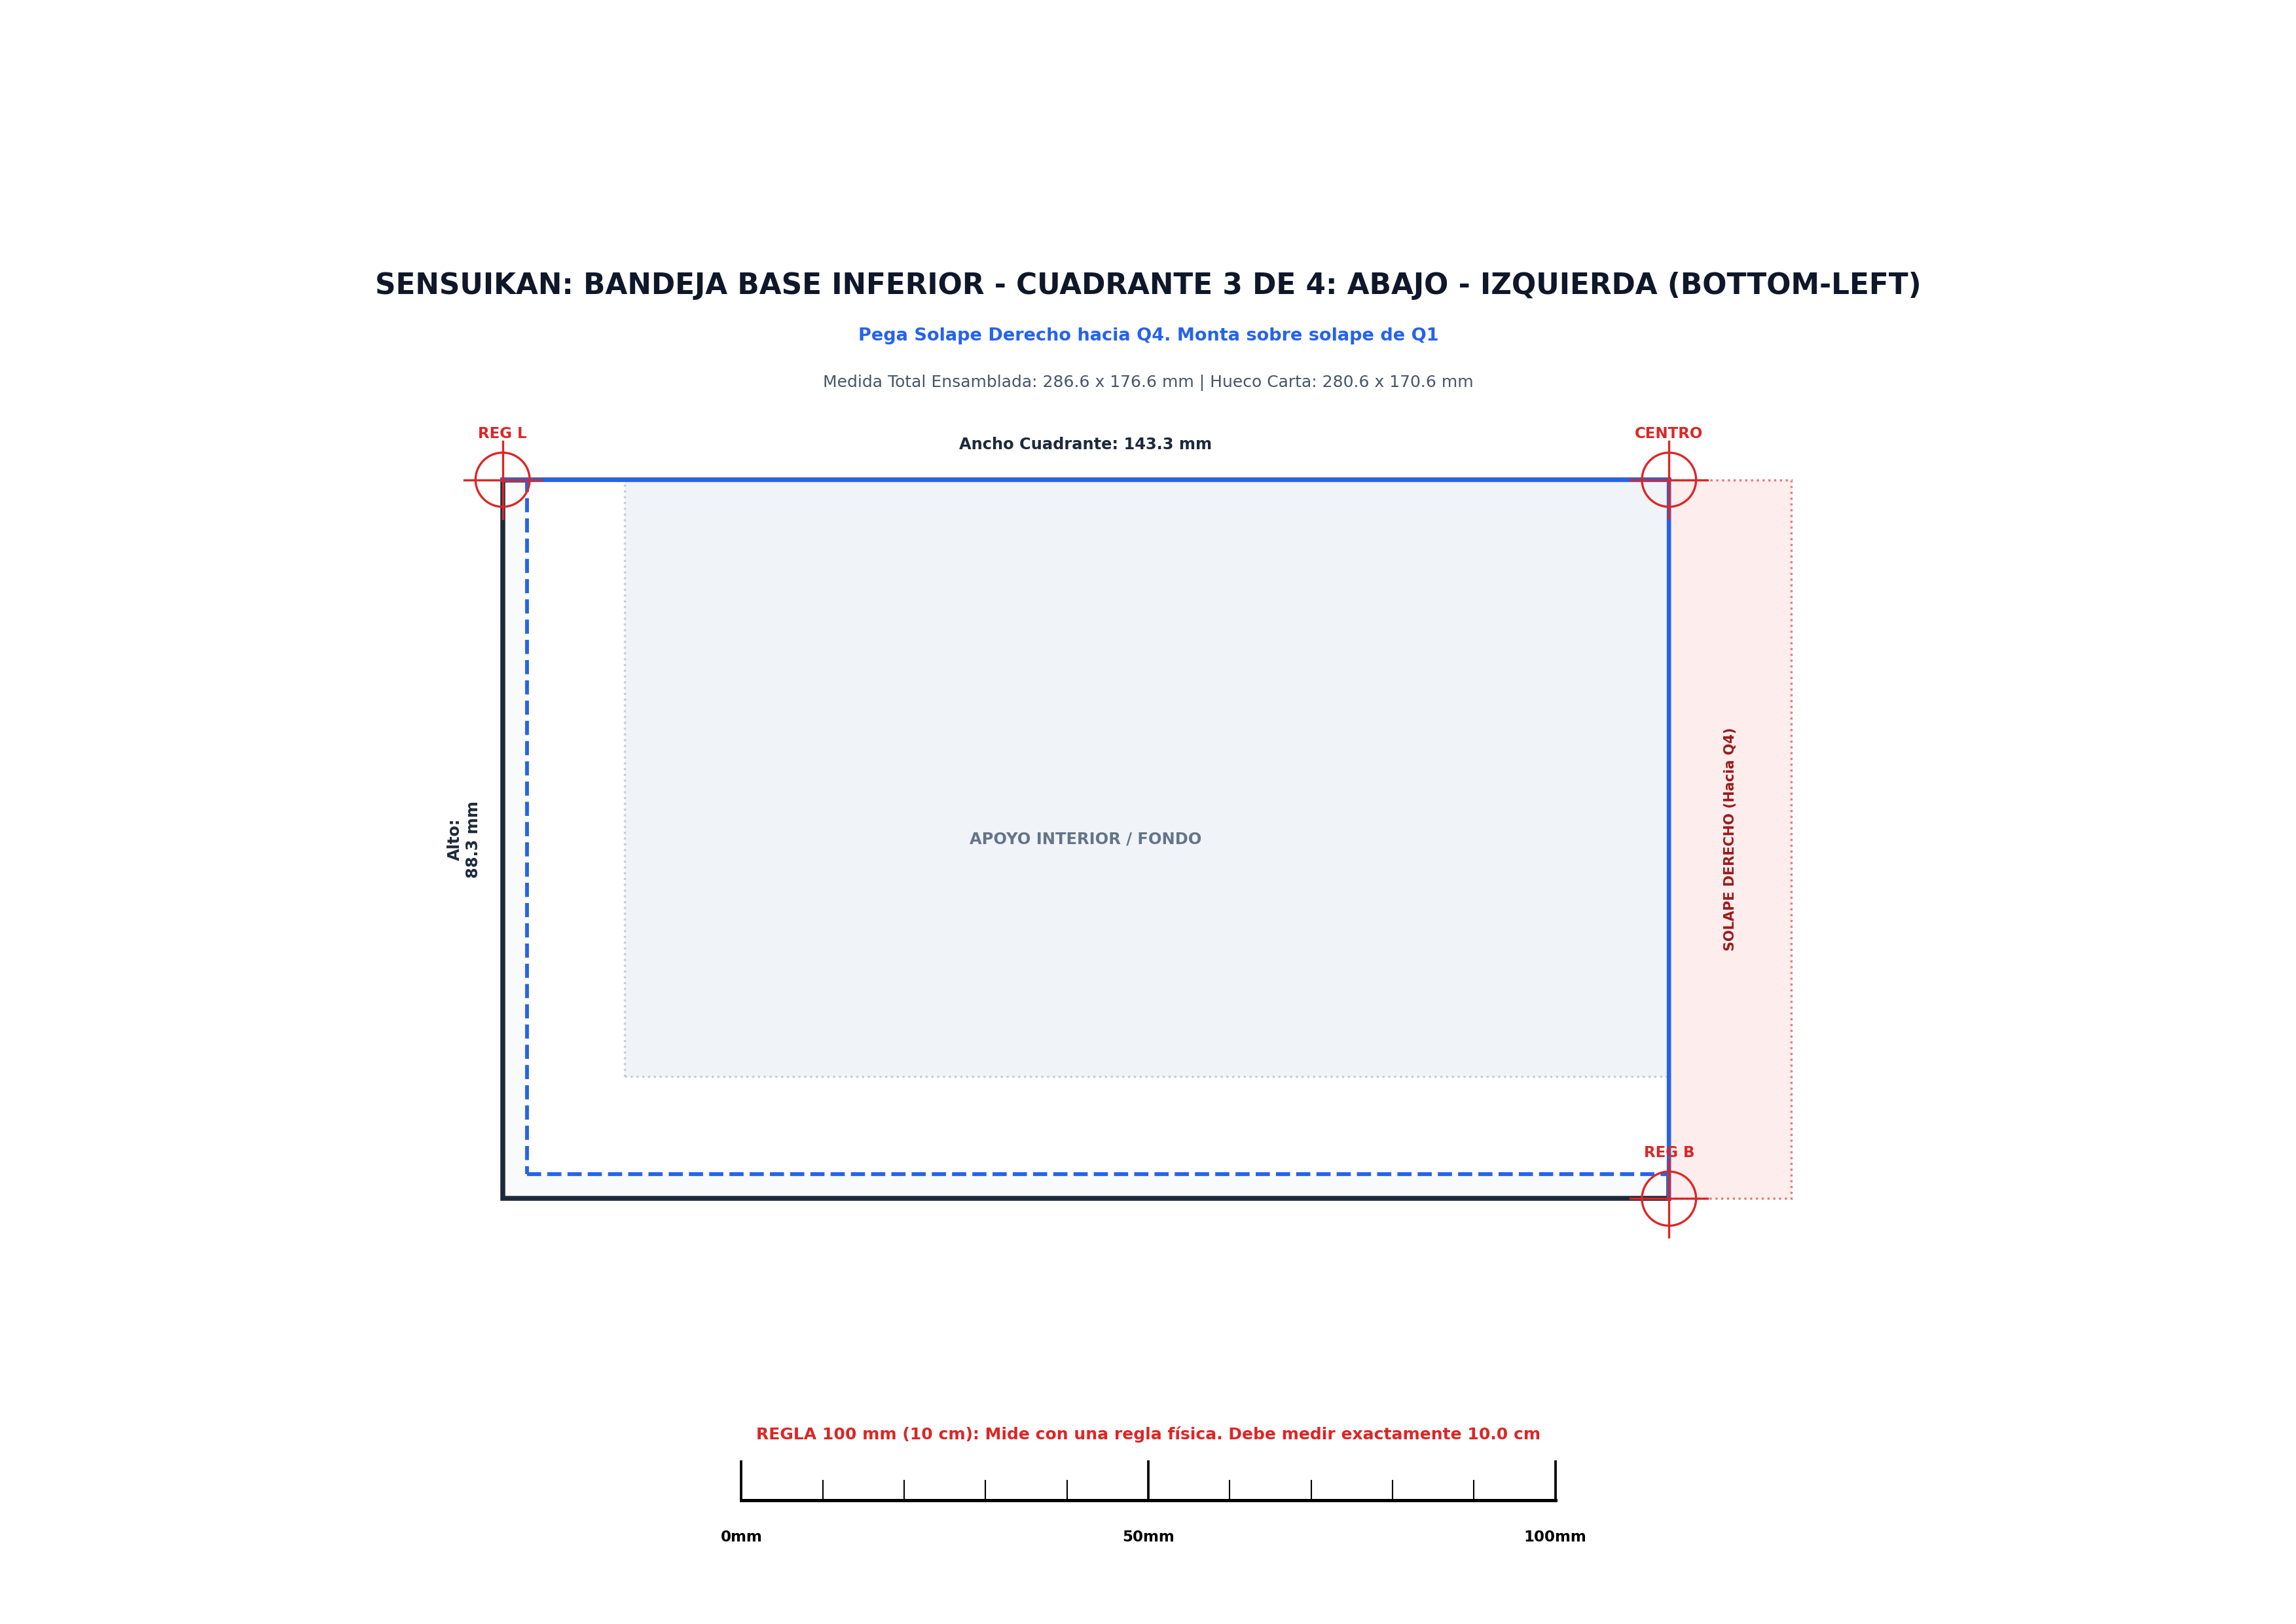 SENSUIKAN: BANDEJA BASE INFERIOR - CUADRANTE 3 DE 4: ABAJO - IZQUIERDA (BOTTOM-LEFT)
Pega Solape Derecho hacia Q4. Monta sobre solape de Q1
Medida Total Ensamblada: 286.6 x 176.6 mm | Hueco Carta: 280.6 x 170.6 mm
REG L
Ancho Cuadrante: 143.3 mm
CENTRO
Alto:
88.3 mm
APOYO INTERIOR / FONDO
SOLAPE DERECHO (Hacia Q4)
REG B
REGLA 100 mm (10 cm): Mide con una regla física. Debe medir exactamente 10.0 cm
0mm
50mm
100mm